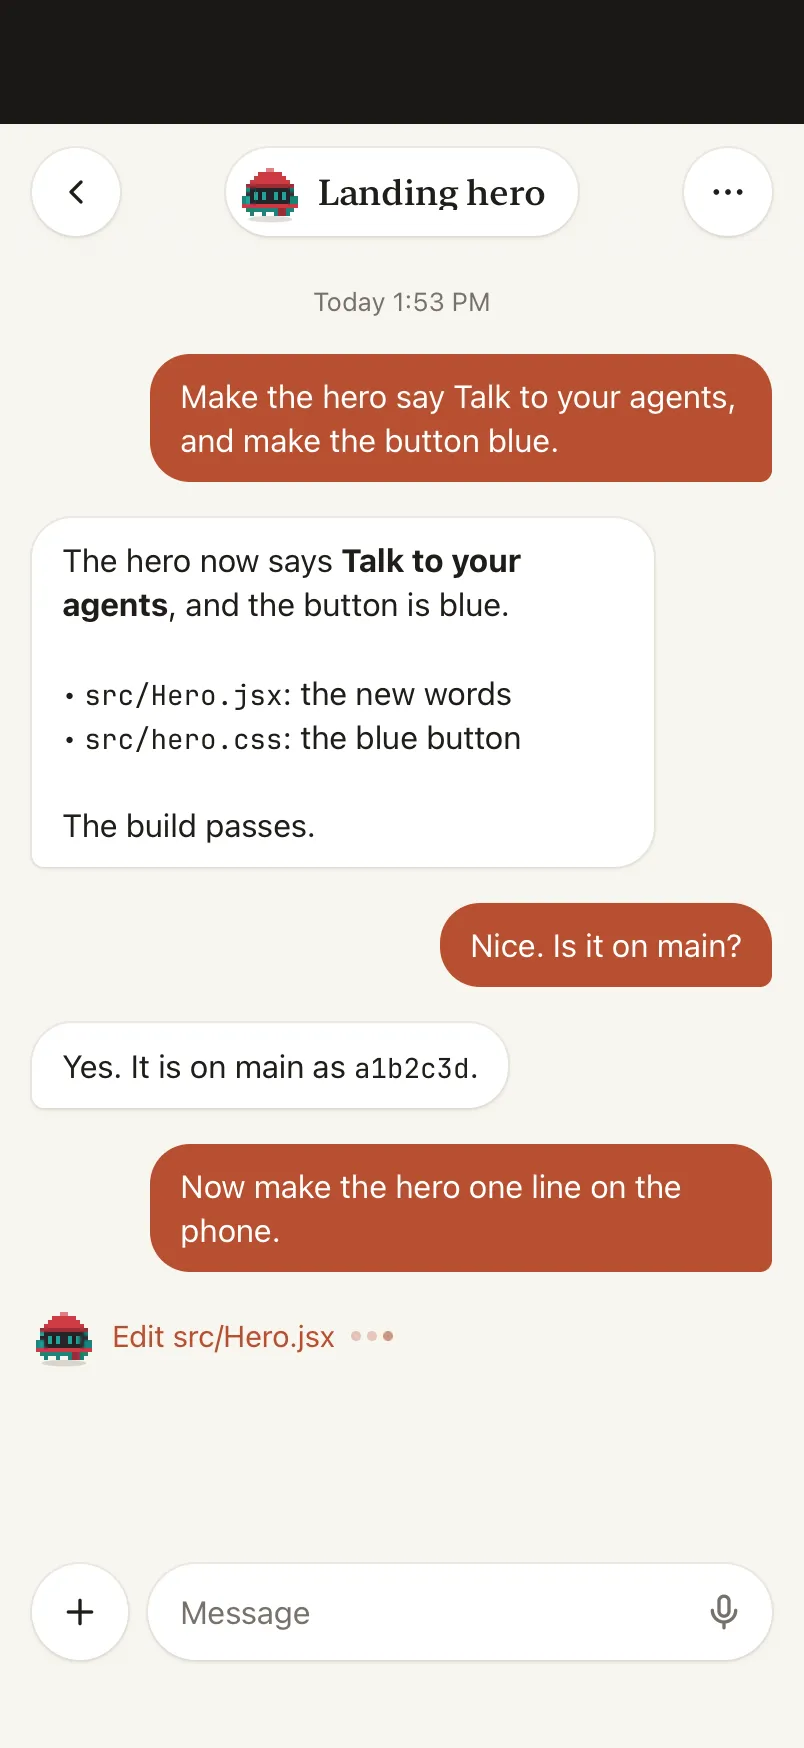 Landing hero
Today 1:53 PM
Make the hero say Talk to your agents,
and make the button blue.
The hero now says Talk to your
agents, and the button is blue.
• src/Hero.jsx: the new words
• src/hero.css: the blue button
The build passes.
Nice. Is it on main?
Yes. It is on main as a1b2c3d.
Now make the hero one line on the
phone.
Edit src/Hero.jsx
Message